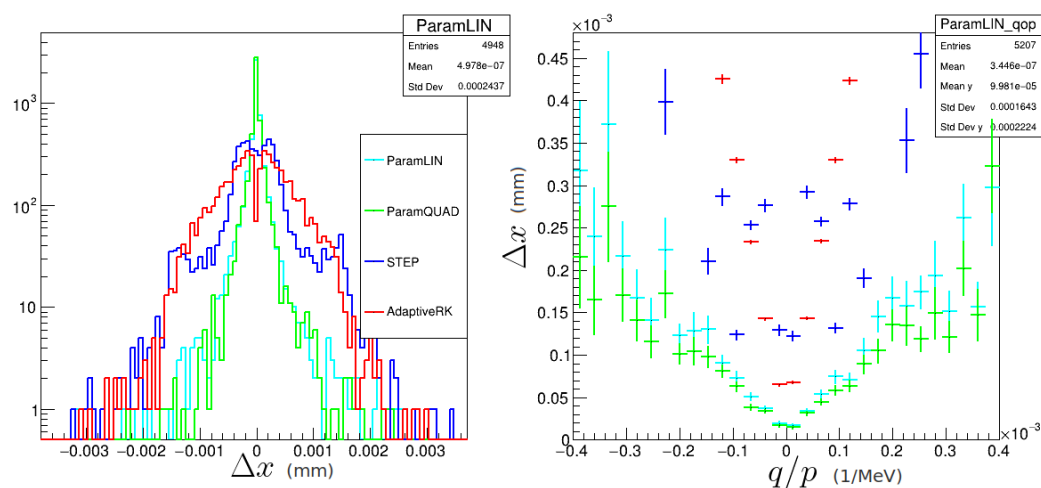 ParamLIN
Entries 4948
Mean 4.978e−07
Std Dev 0.0002437
10³
10²
10
1
ParamLIN
ParamQUAD
STEP
AdaptiveRK
−0.003 −0.002 −0.001 0 0.001 0.002 0.003
Δx (mm)
×10⁻³
ParamLIN_qop
Entries 5207
Mean 3.446e−07
Mean y 9.981e−05
Std Dev 0.0001643
Std Dev y 0.0002224
0.45
0.4
0.35
0.3
0.25
0.2
0.15
0.1
0.05
0
Δx (mm)
−0.4 −0.3 −0.2 −0.1 0 0.1 0.2 0.3 0.4
×10⁻³
q/p (1/MeV)